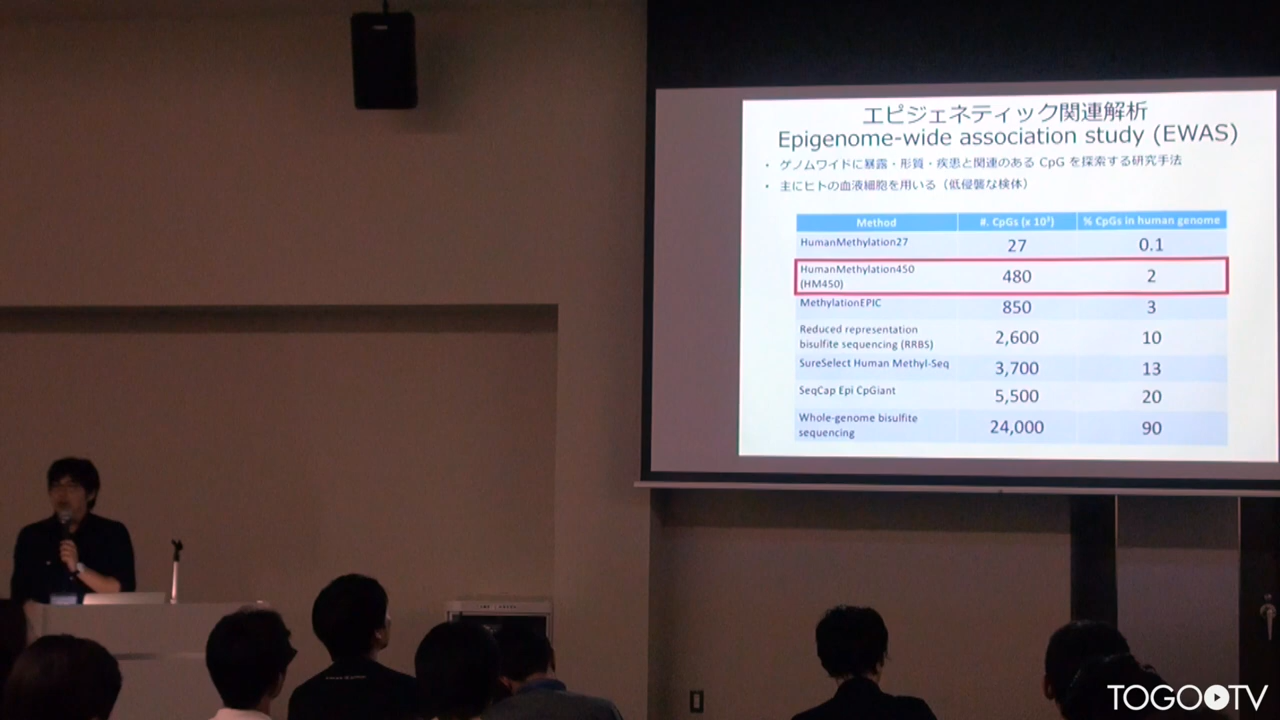 エピジェネティック関連解析
Epigenome-wide association study (EWAS)
• ゲノムワイドに暴露・形質・疾患と関連のある CpG を探索する研究手法
• 主にヒトの血液細胞を用いる（低侵襲な検体）
Method #. CpGs (x 10³) % CpGs in human genome
HumanMethylation27 27 0.1
HumanMethylation450
(HM450) 480 2
MethylationEPIC 850 3
Reduced representation
bisulfite sequencing (RRBS) 2,600 10
SureSelect Human Methyl-Seq 3,700 13
SeqCap Epi CpGiant 5,500 20
Whole-genome bisulfite
sequencing 24,000 90
TOGOTV